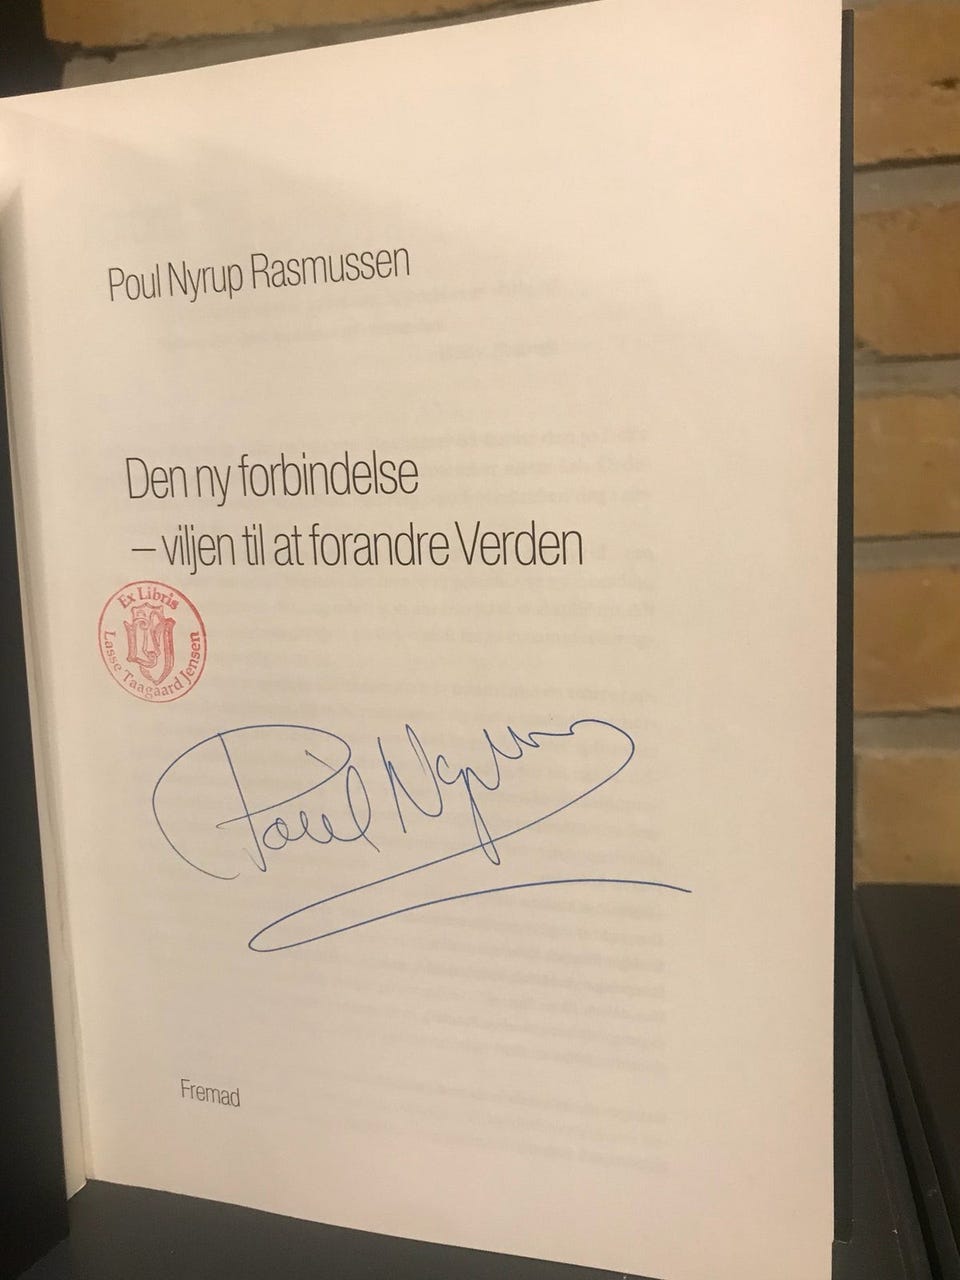 Poul Nyrup Rasmussen
Den ny forbindelse
– viljen til at forandre Verden
Ex Libris
Lasse Taagaard Jensen
Poul Nyrup
Fremad